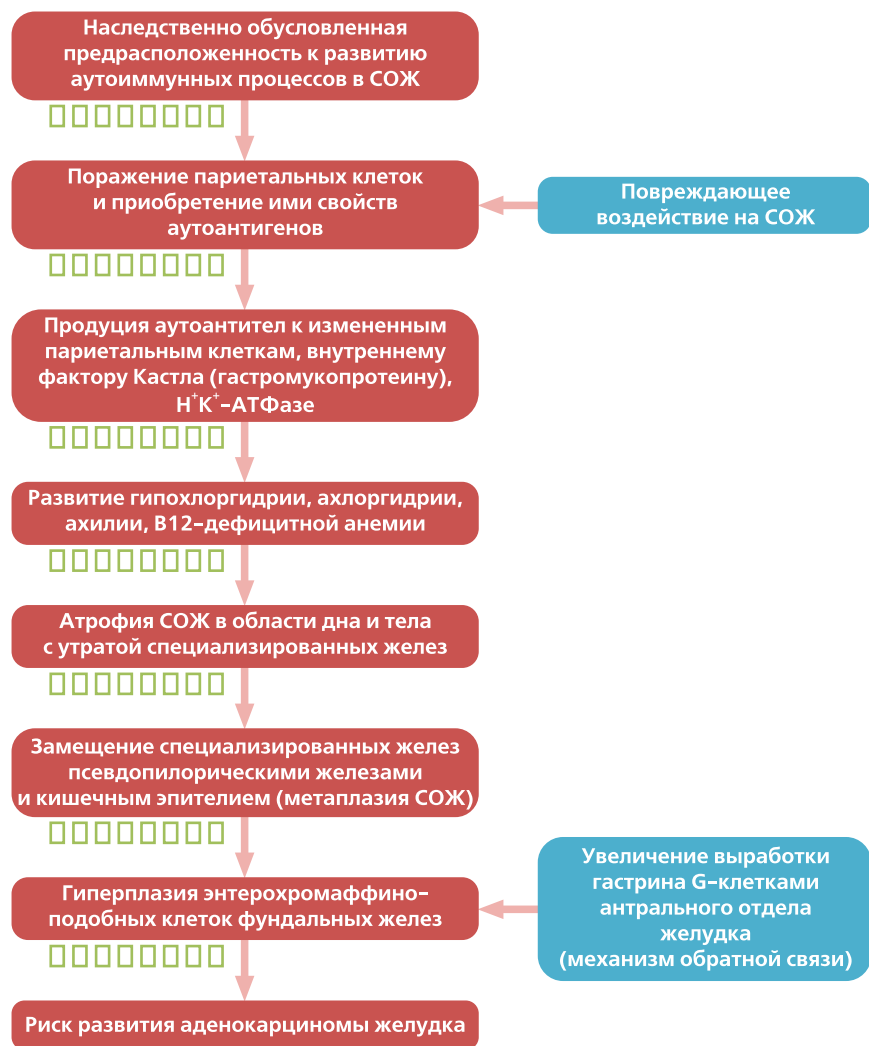 Наследственно обусловленная
предрасположенность к развитию
аутоиммунных процессов в СОЖ
Поражение париетальных клеток
и приобретение ими свойств
аутоантигенов
Повреждающее
воздействие на СОЖ
Продуция аутоантител к измененным
париетальным клеткам, внутреннему
фактору Кастла (гастромукопротеину),
H⁺K⁺-АТФазе
Развитие гипохлоргидрии, ахлоргидрии,
ахилии, В12-дефицитной анемии
Атрофия СОЖ в области дна и тела
с утратой специализированных желез
Замещение специализированных желез
псевдопилорическими железами
и кишечным эпителием (метаплазия СОЖ)
Гиперплазия энтерохромаффино-
подобных клеток фундальных желез
Увеличение выработки
гастрина G-клетками
антрального отдела
желудка
(механизм обратной связи)
Риск развития аденокарциномы желудка